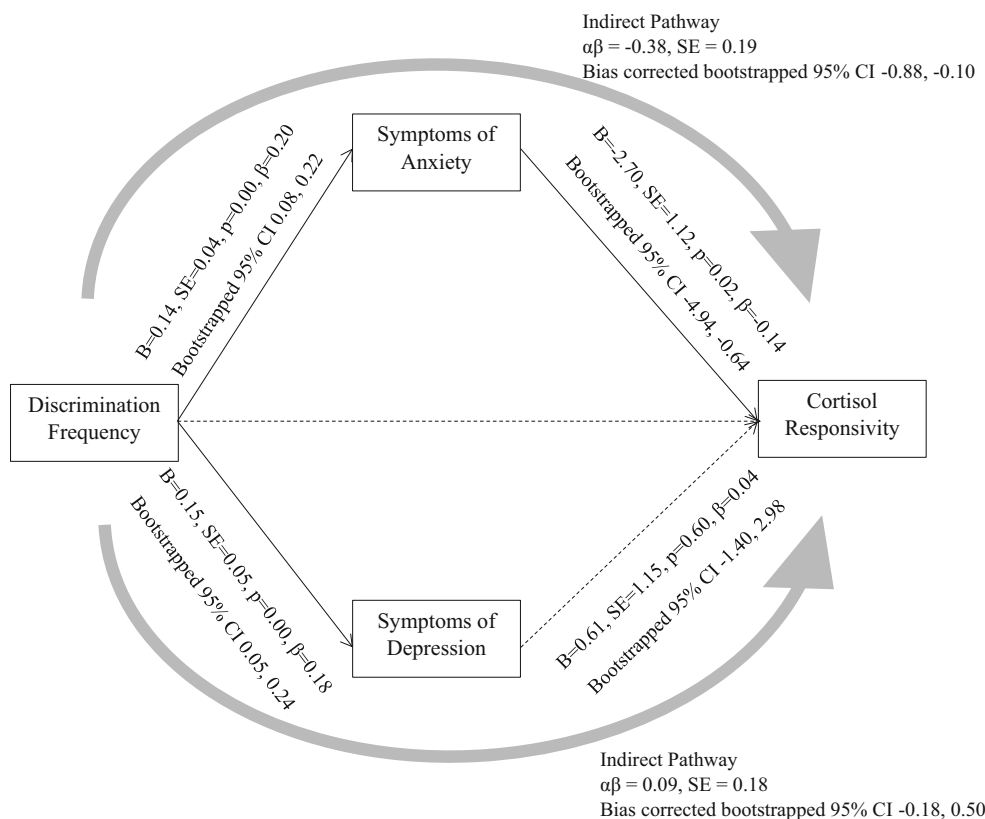 Indirect Pathway
αβ = -0.38, SE = 0.19
Bias corrected bootstrapped 95% CI -0.88, -0.10
Symptoms of
Anxiety
B=0.14, SE=0.04, p=0.00, β=0.20
Bootstrapped 95% CI 0.08, 0.22
B=-2.70, SE=1.12, p=0.02, β=-0.14
Bootstrapped 95% CI -4.94, -0.64
Discrimination
Frequency
Cortisol
Responsivity
B=0.15, SE=0.05, p=0.00, β=0.18
Bootstrapped 95% CI 0.05, 0.24
Symptoms of
Depression
B=0.61, SE=1.15, p=0.60, β=0.04
Bootstrapped 95% CI -1.40, 2.98
Indirect Pathway
αβ = 0.09, SE = 0.18
Bias corrected bootstrapped 95% CI -0.18, 0.50